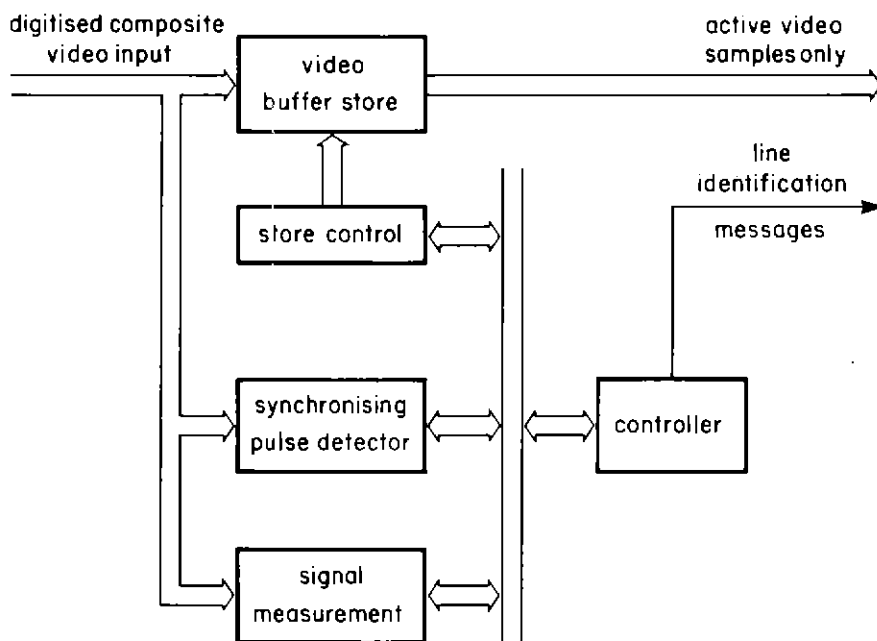 digitised composite
video input
video
buffer store
active video
samples only
line
identification
messages
store control
synchronising
pulse detector
controller
signal
measurement